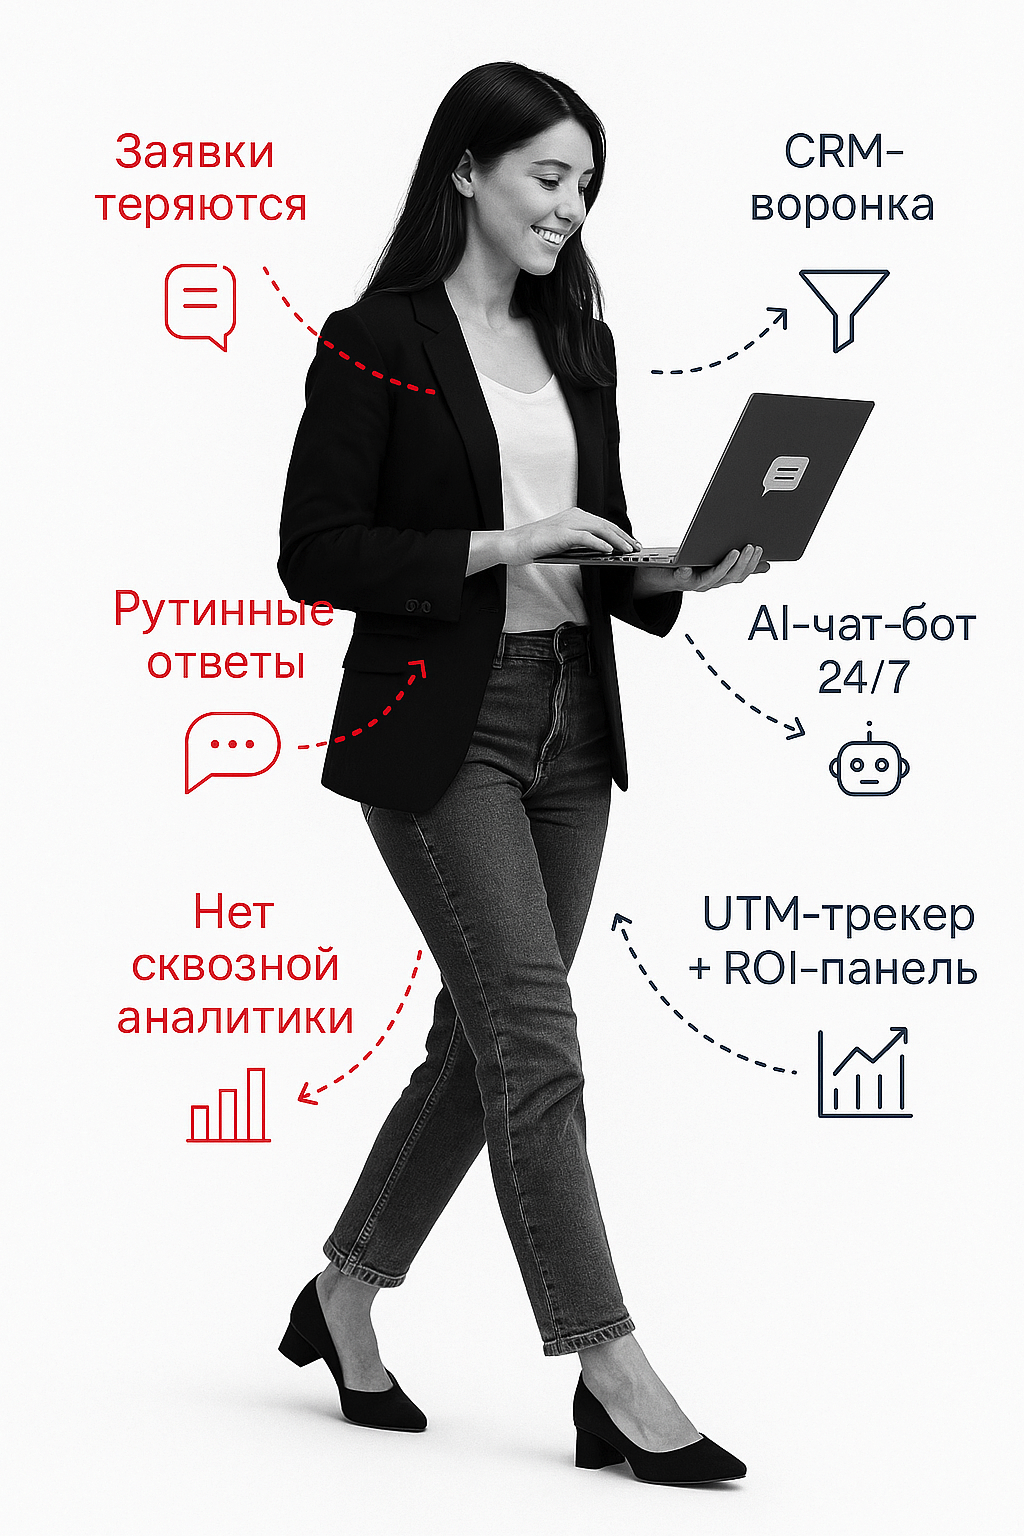 Заявки
теряются
CRM-
воронка
Рутинные
ответы
AI-чат-бот
24/7
Нет
сквозной
аналитики
UTM-трекер
+ ROI-панель